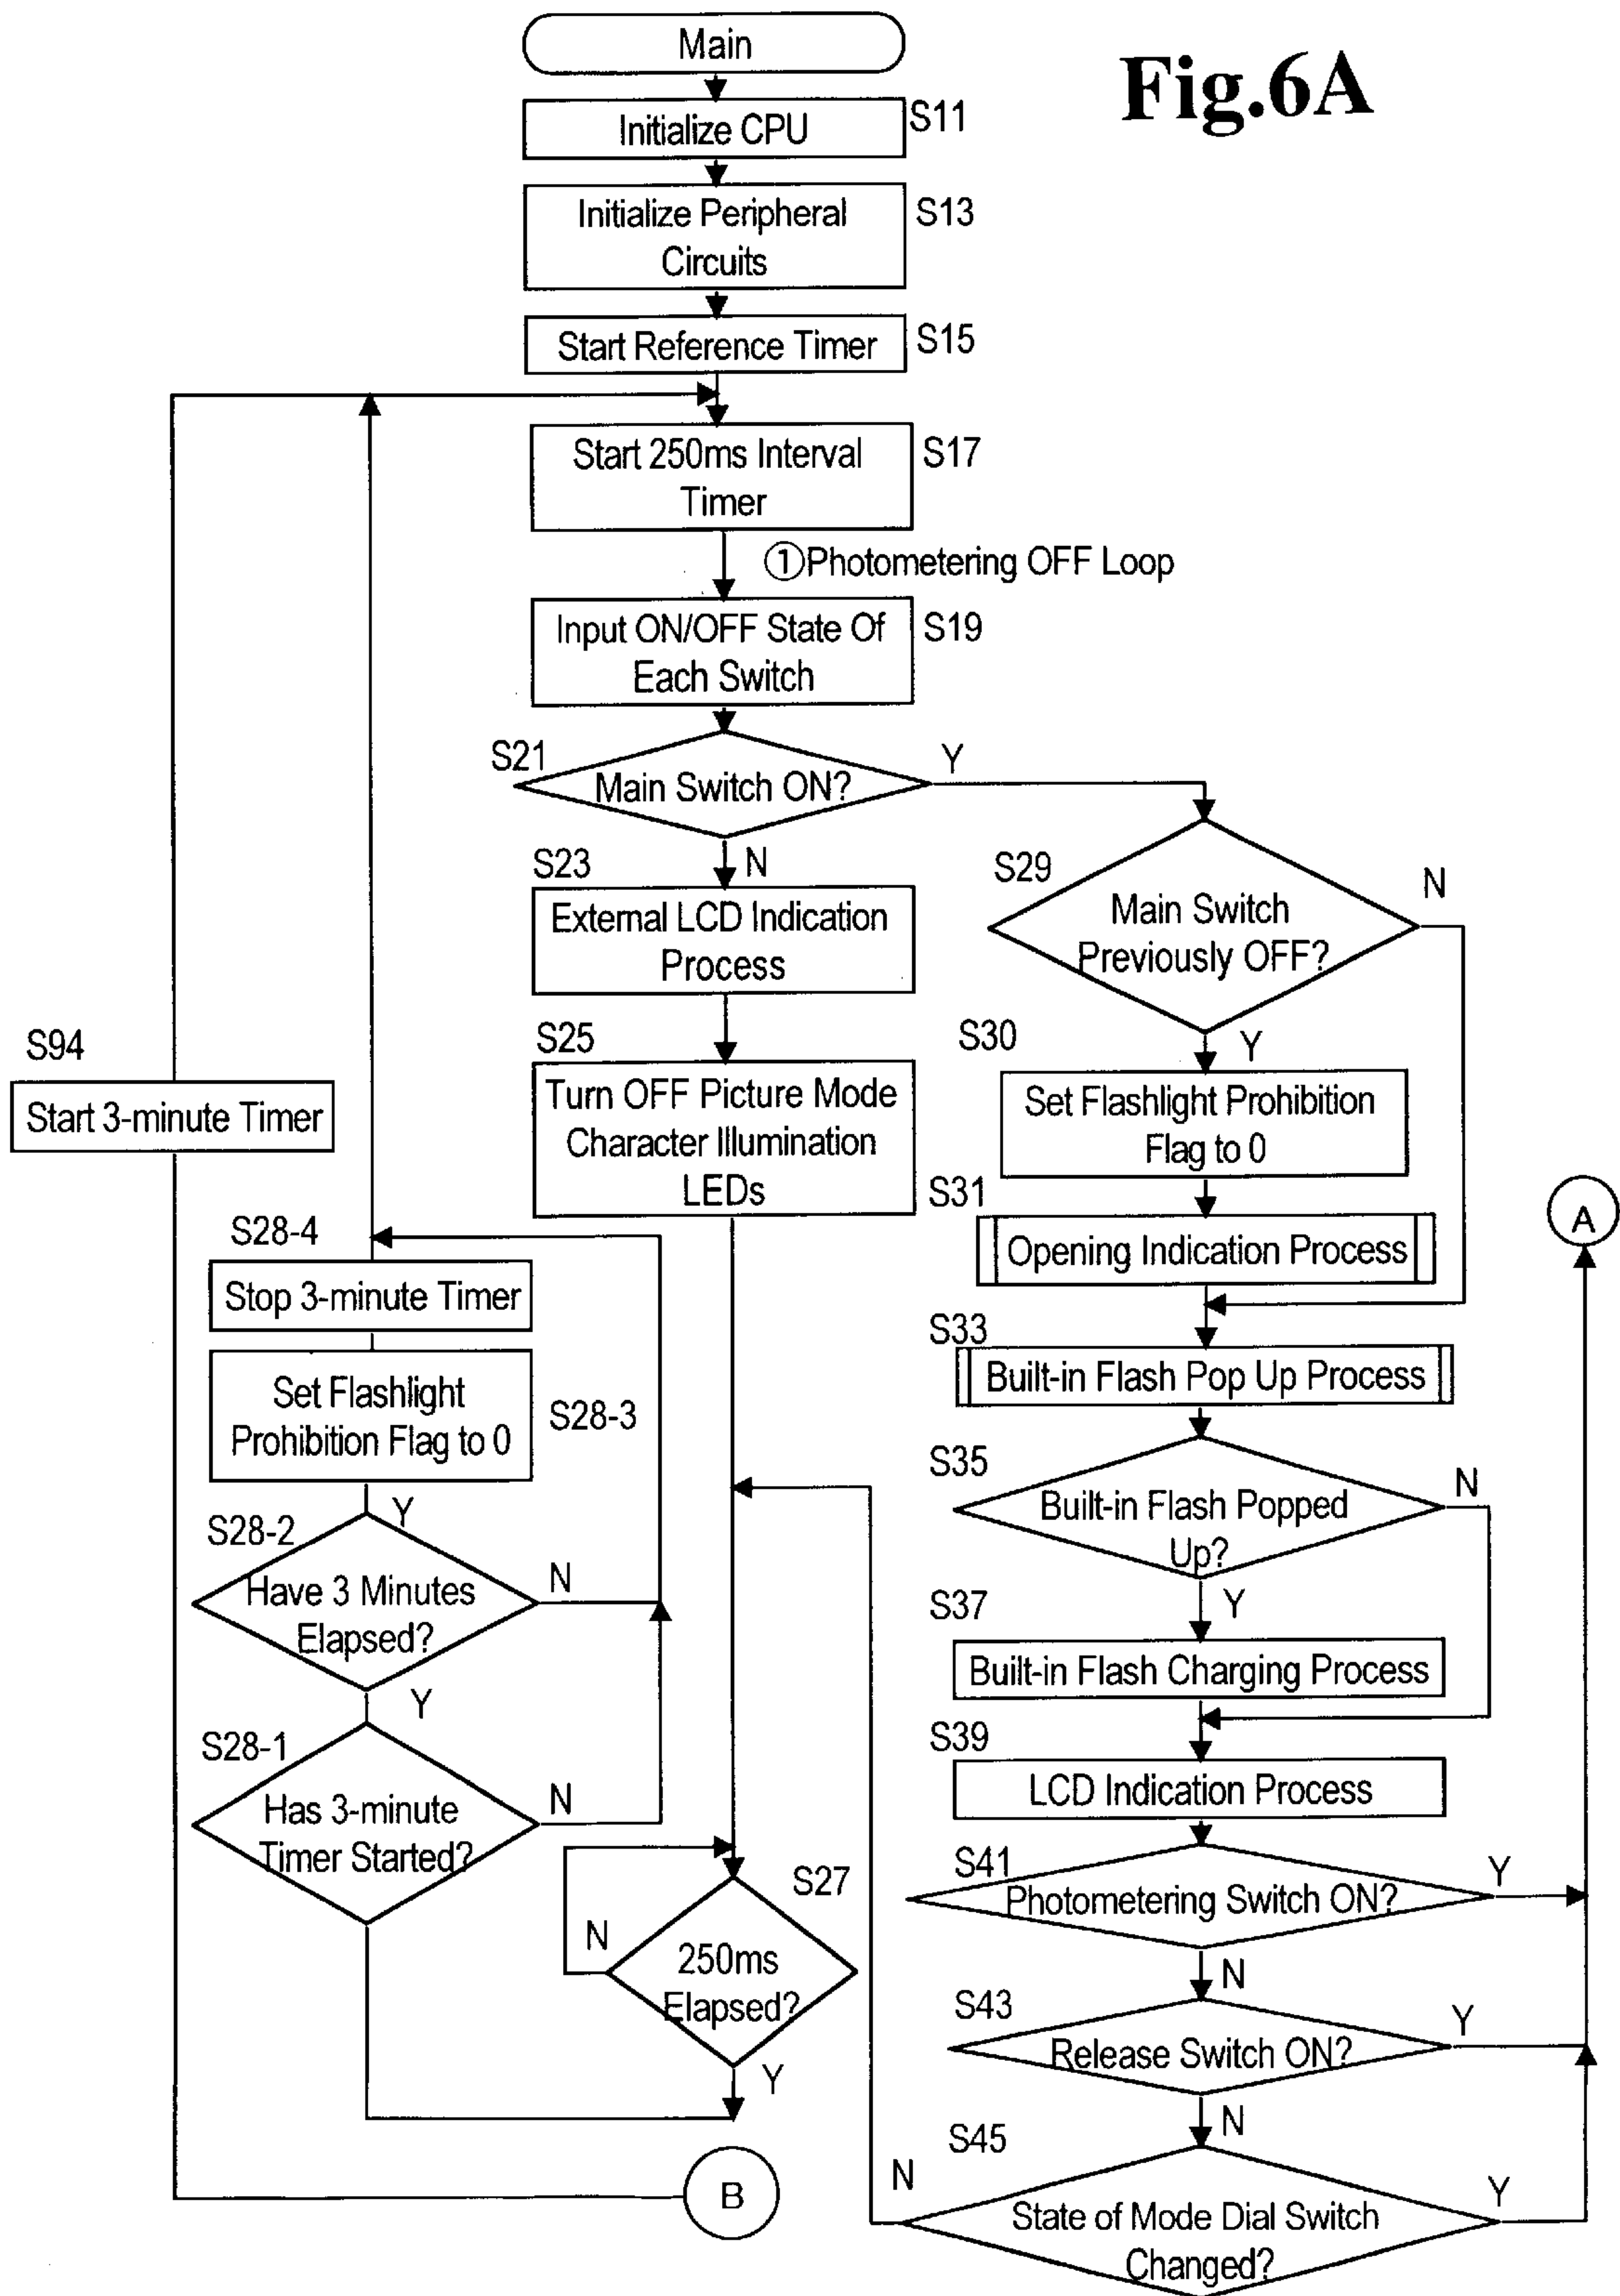 Fig.6A
Main
Initialize CPU
S11
Initialize Peripheral
Circuits
S13
Start Reference Timer
S15
Start 250ms Interval
Timer
S17
①Photometering OFF Loop
Input ON/OFF State Of
Each Switch
S19
S21
Main Switch ON?
Y
N
S23
External LCD Indication
Process
S25
Turn OFF Picture Mode
Character Illumination
LEDs
S29
Main Switch
Previously OFF?
N
Y
S30
Set Flashlight Prohibition
Flag to 0
S31
Opening Indication Process
S33
Built-in Flash Pop Up Process
S35
Built-in Flash Popped
Up?
N
Y
S37
Built-in Flash Charging Process
S39
LCD Indication Process
S41
Photometering Switch ON?
Y
N
S43
Release Switch ON?
Y
N
S45
State of Mode Dial Switch
Changed?
N
Y
A
S94
Start 3-minute Timer
S28-4
Stop 3-minute Timer
Set Flashlight
Prohibition Flag to 0
S28-3
Y
S28-2
Have 3 Minutes
Elapsed?
N
Y
S28-1
Has 3-minute
Timer Started?
N
S27
250ms
Elapsed?
N
Y
B